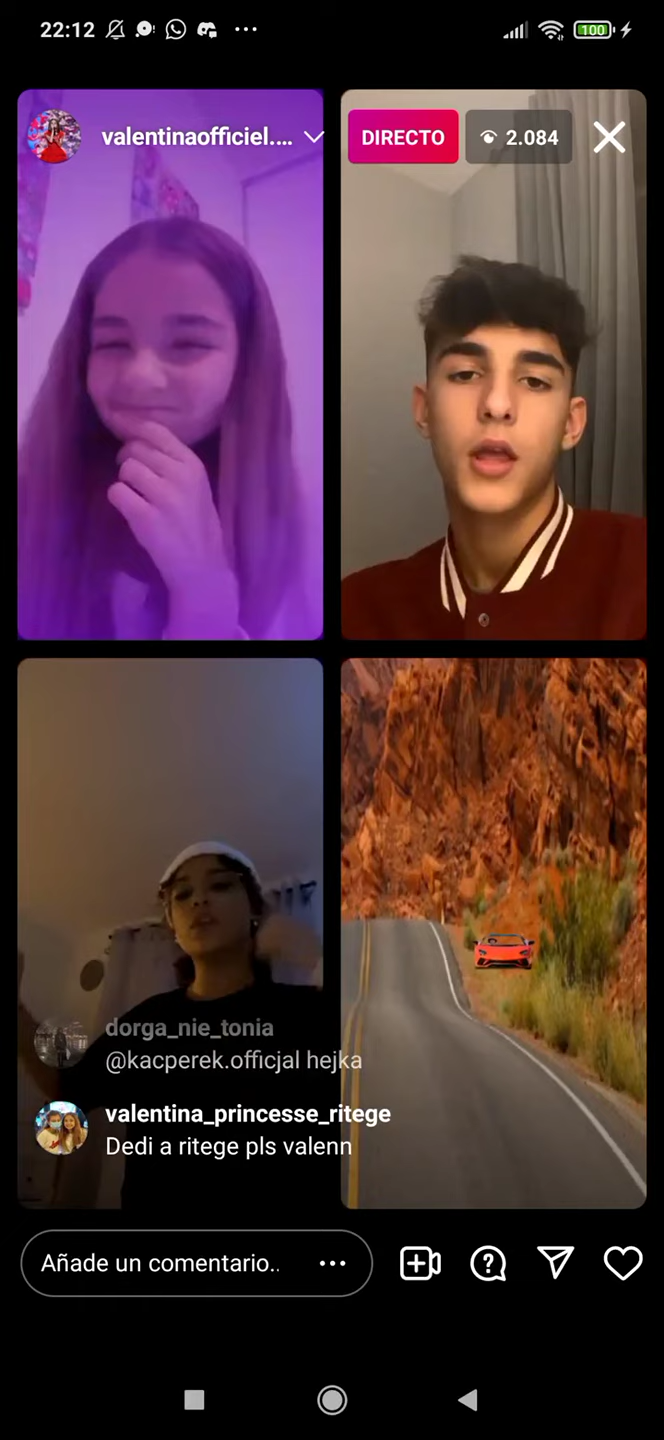 22:12
100
valentinaofficiel....
DIRECTO
2.084
dorga_nie_tonia
@kacperek.officjal hejka
valentina_princesse_ritege
Dedi a ritege pls valenn
Añade un comentario..